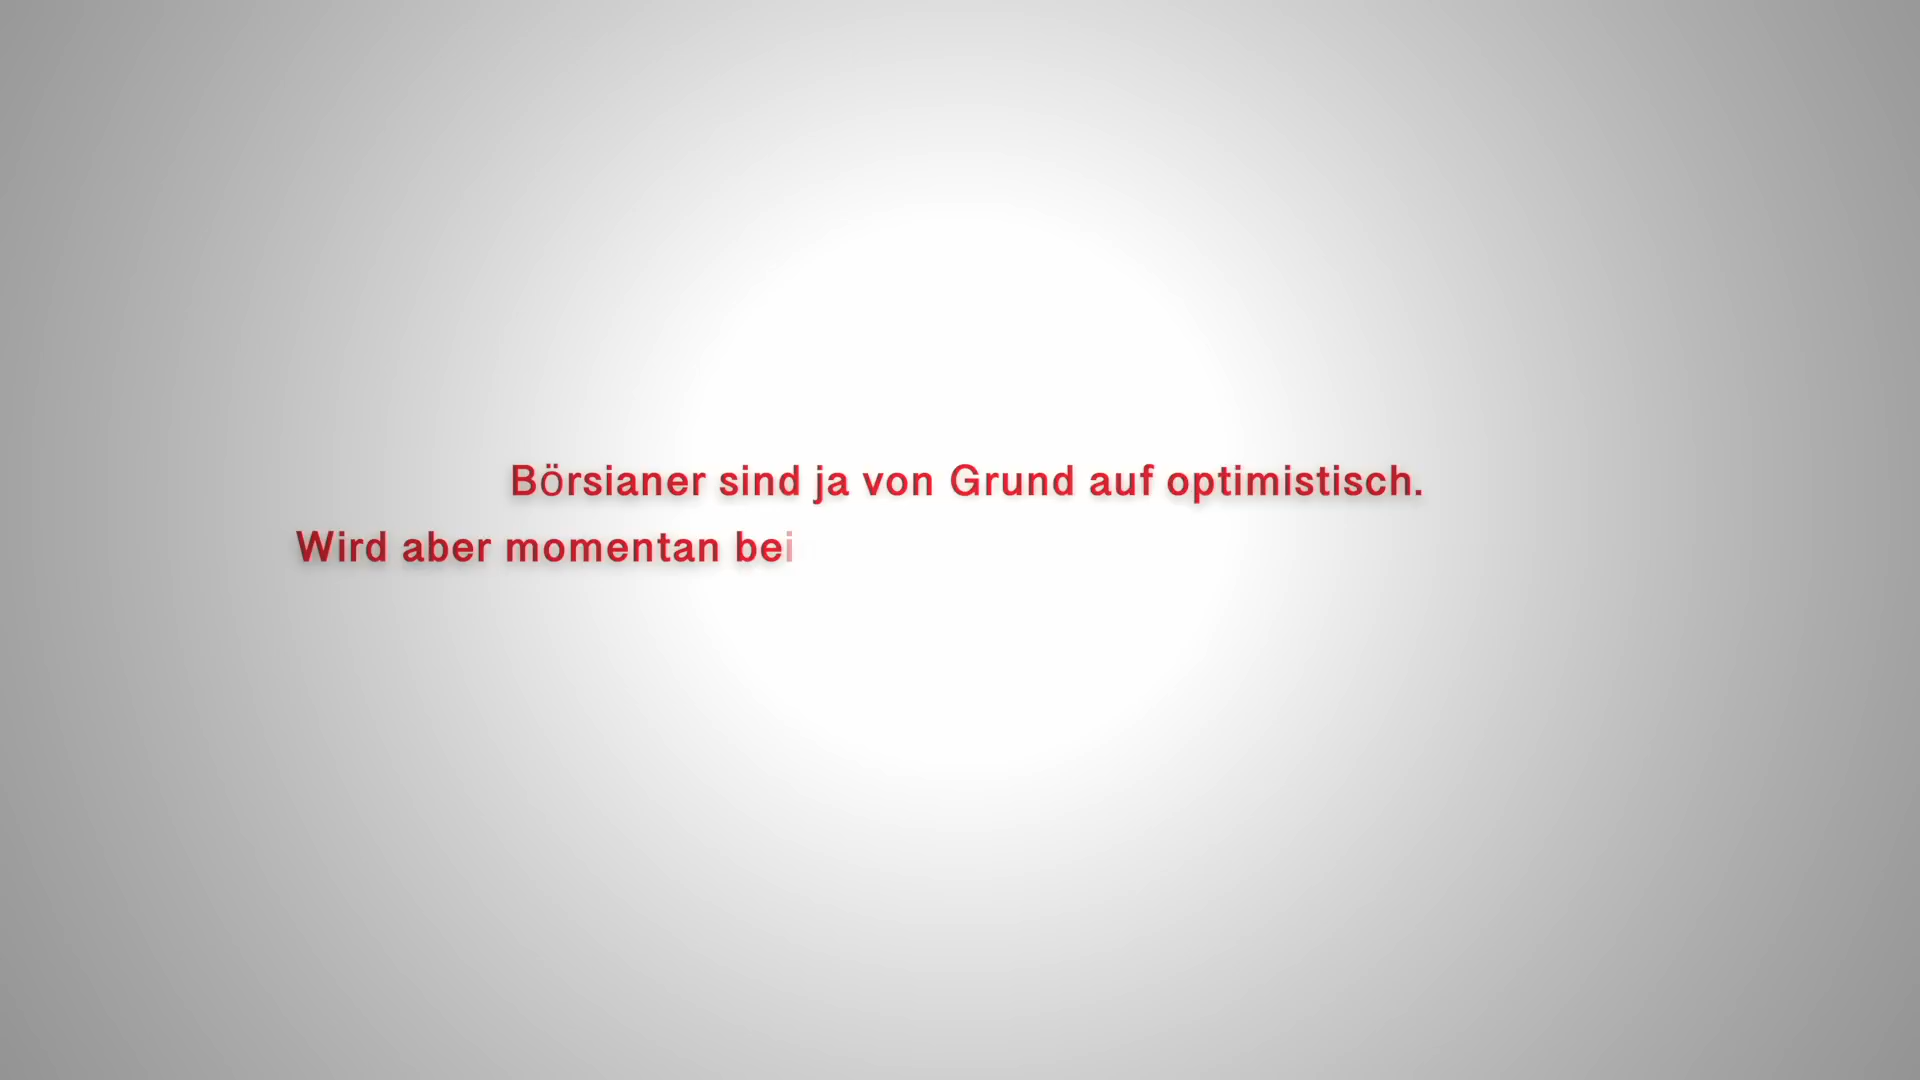 Börsianer sind ja von Grund auf optimistisch.
Wird aber momentan bei